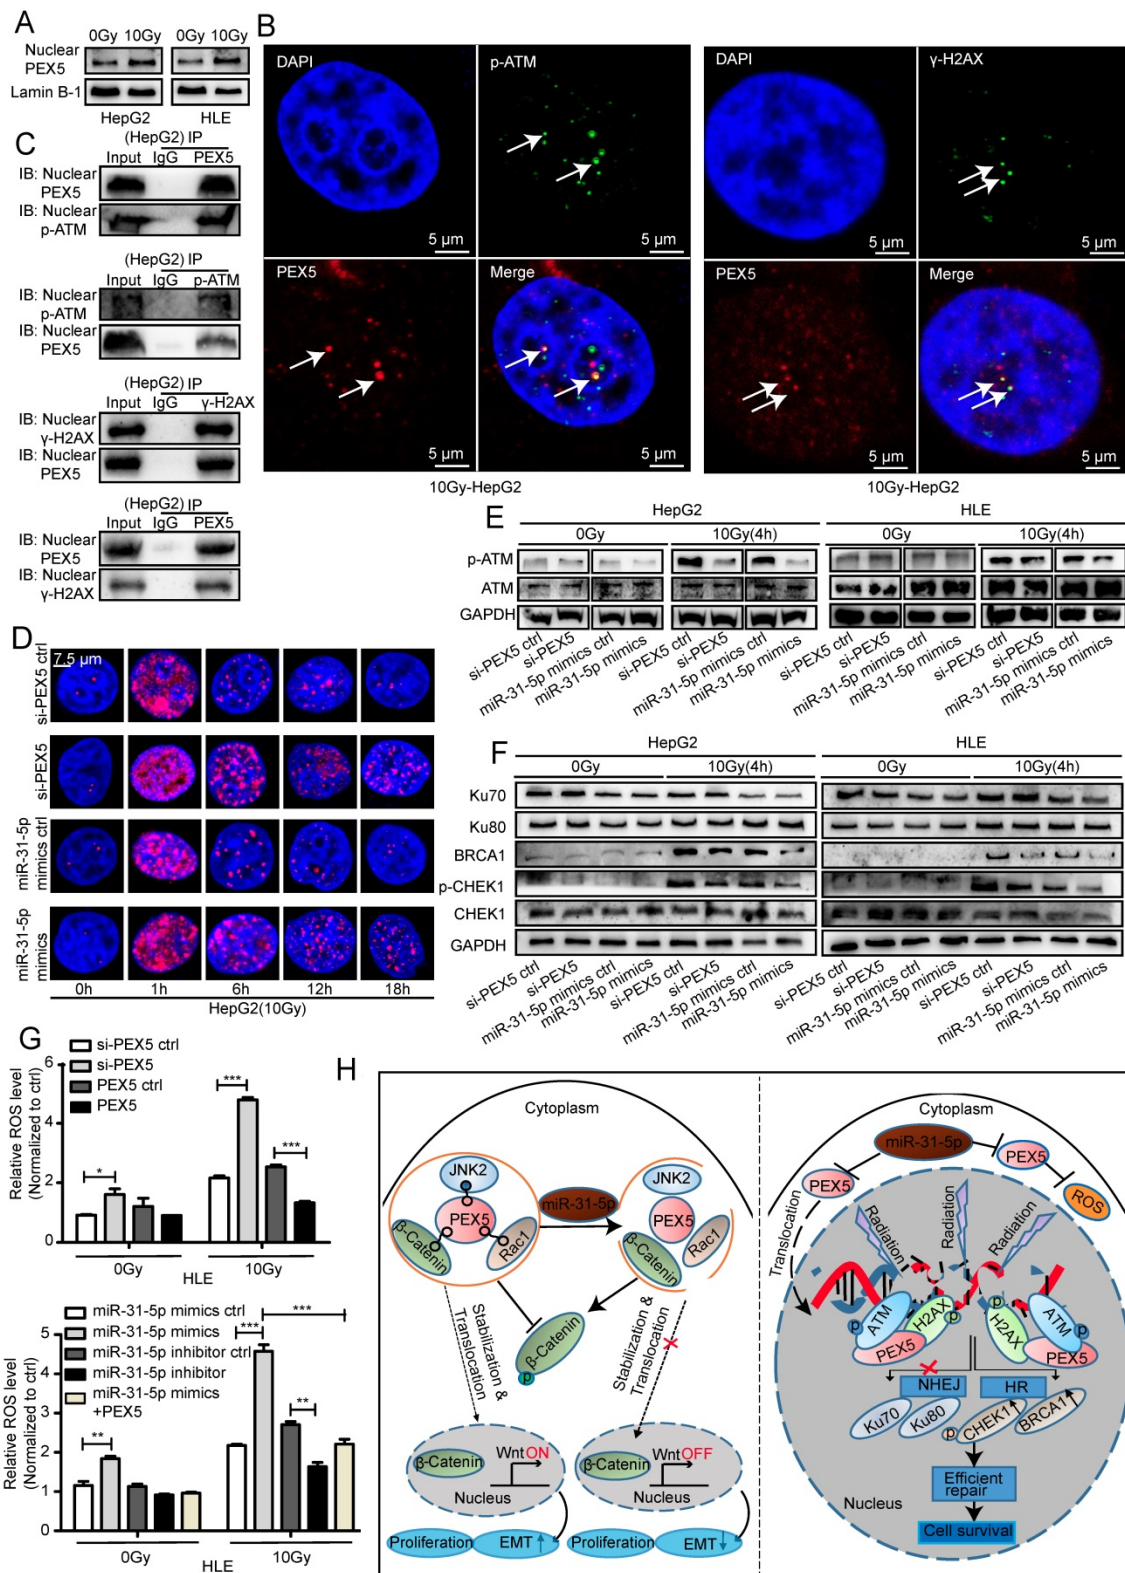 A
0Gy 10Gy
0Gy 10Gy
Nuclear
PEX5
Lamin B-1
HepG2
HLE
B
DAPI
p-ATM
5 µm
5 µm
PEX5
Merge
5 µm
5 µm
10Gy-HepG2
DAPI
γ-H2AX
5 µm
5 µm
PEX5
Merge
5 µm
5 µm
10Gy-HepG2
C
(HepG2) IP
Input IgG PEX5
IB: Nuclear
PEX5
IB: Nuclear
p-ATM
(HepG2) IP
Input IgG p-ATM
IB: Nuclear
p-ATM
IB: Nuclear
PEX5
(HepG2) IP
Input IgG γ-H2AX
IB: Nuclear
γ-H2AX
IB: Nuclear
PEX5
(HepG2) IP
Input IgG PEX5
IB: Nuclear
PEX5
IB: Nuclear
γ-H2AX
D
7.5 µm
si-PEX5 ctrl
si-PEX5
miR-31-5p
mimics ctrl
miR-31-5p
mimics
0h 1h 6h 12h 18h
HepG2(10Gy)
E
HepG2
HLE
0Gy
10Gy(4h)
0Gy
10Gy(4h)
p-ATM
ATM
GAPDH
si-PEX5 ctrl
si-PEX5
miR-31-5p mimics ctrl
miR-31-5p mimics
si-PEX5 ctrl
si-PEX5
miR-31-5p mimics ctrl
miR-31-5p mimics
si-PEX5 ctrl
si-PEX5
miR-31-5p mimics ctrl
miR-31-5p mimics
si-PEX5 ctrl
si-PEX5
miR-31-5p mimics ctrl
miR-31-5p mimics
F
HepG2
HLE
0Gy
10Gy(4h)
0Gy
10Gy(4h)
Ku70
Ku80
BRCA1
p-CHEK1
CHEK1
GAPDH
si-PEX5 ctrl
si-PEX5
miR-31-5p mimics ctrl
miR-31-5p mimics
si-PEX5 ctrl
si-PEX5
miR-31-5p mimics ctrl
miR-31-5p mimics
si-PEX5 ctrl
si-PEX5
miR-31-5p mimics ctrl
miR-31-5p mimics
si-PEX5 ctrl
si-PEX5
miR-31-5p mimics ctrl
miR-31-5p mimics
G
si-PEX5 ctrl
si-PEX5
PEX5 ctrl
PEX5
Relative ROS level
(Normalized to ctrl)
6
4
2
0
*
***
***
0Gy
10Gy
HLE
miR-31-5p mimics ctrl
miR-31-5p mimics
miR-31-5p inhibitor ctrl
miR-31-5p inhibitor
miR-31-5p mimics
+PEX5
Relative ROS level
(Normalized to ctrl)
5
4
3
2
1
0
**
***
***
**
0Gy
10Gy
HLE
H
Cytoplasm
JNK2
PEX5
β-Catenin
Rac1
miR-31-5p
JNK2
PEX5
β-Catenin
Rac1
β-Catenin
p
Stabilization &
Translocation
Stabilization &
Translocation
β-Catenin
Wnt ON
Nucleus
β-Catenin
Wnt OFF
Nucleus
Proliferation
EMT
Proliferation
EMT
Cytoplasm
miR-31-5p
PEX5
PEX5
ROS
Translocation
Radiation
Radiation
Radiation
p
ATM
PEX5
H2AX
p
p
H2AX
ATM
p
PEX5
NHEJ
HR
Ku70
Ku80
p
CHEK1
BRCA1
Efficient
repair
Cell survival
Nucleus